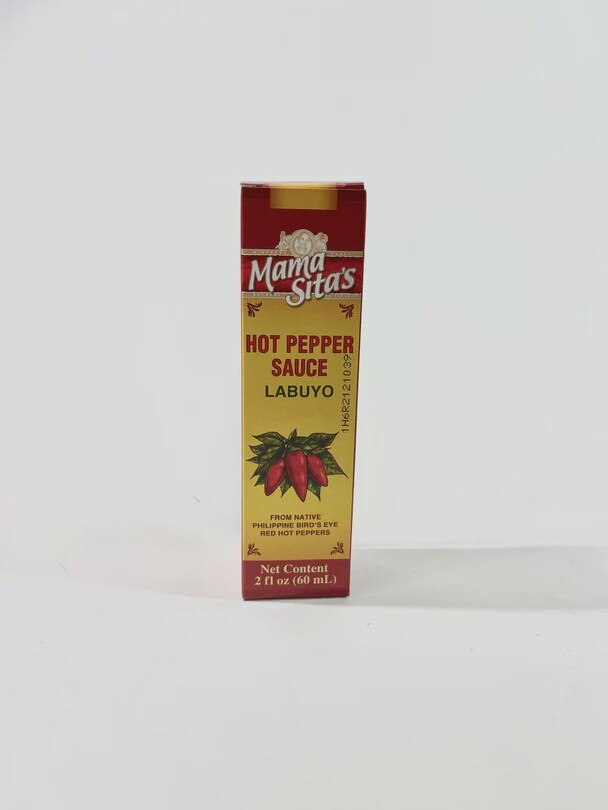 Mama
Sita's
HOT PEPPER
SAUCE
LABUYO
1H6R2121039
FROM NATIVE
PHILIPPINE BIRD'S EYE
RED HOT PEPPERS
Net Content
2 fl oz (60 mL)